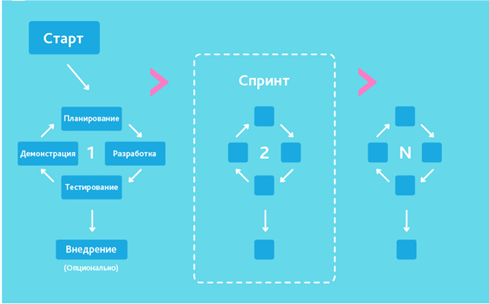 Старт
Спринт
Планирование
Демонстрация
1
Разработка
2
N
Тестирование
Внедрение
(Опционально)